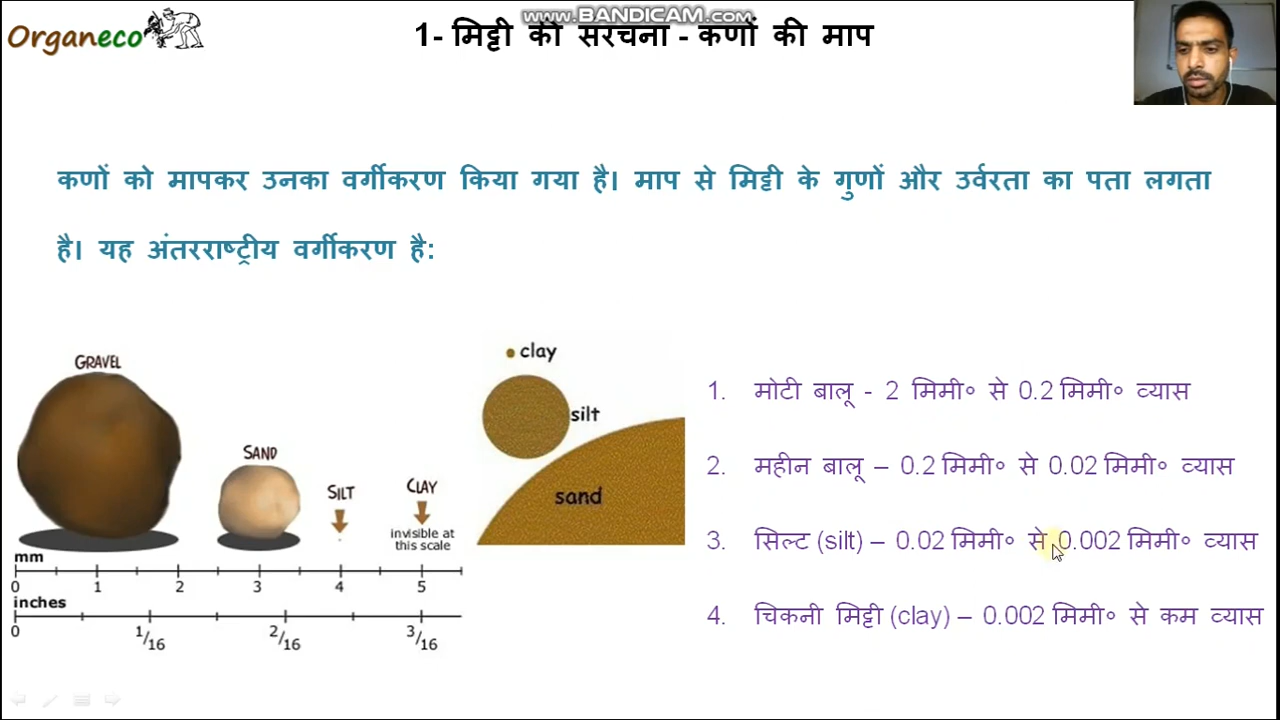 www.BANDICAM.com
Organeco
1- मिट्टी की संरचना - कणों की माप
कणों को मापकर उनका वर्गीकरण किया गया है। माप से मिट्टी के गुणों और उर्वरता का पता लगता
है। यह अंतरराष्ट्रीय वर्गीकरण है:
GRAVEL
SAND
SILT
CLAY
invisible at
this scale
mm
0 1 2 3 4 5
inches
0 1/16 2/16 3/16
clay
silt
sand
1. मोटी बालू - 2 मिमी॰ से 0.2 मिमी॰ व्यास
2. महीन बालू – 0.2 मिमी॰ से 0.02 मिमी॰ व्यास
3. सिल्ट (silt) – 0.02 मिमी॰ से 0.002 मिमी॰ व्यास
4. चिकनी मिट्टी (clay) – 0.002 मिमी॰ से कम व्यास